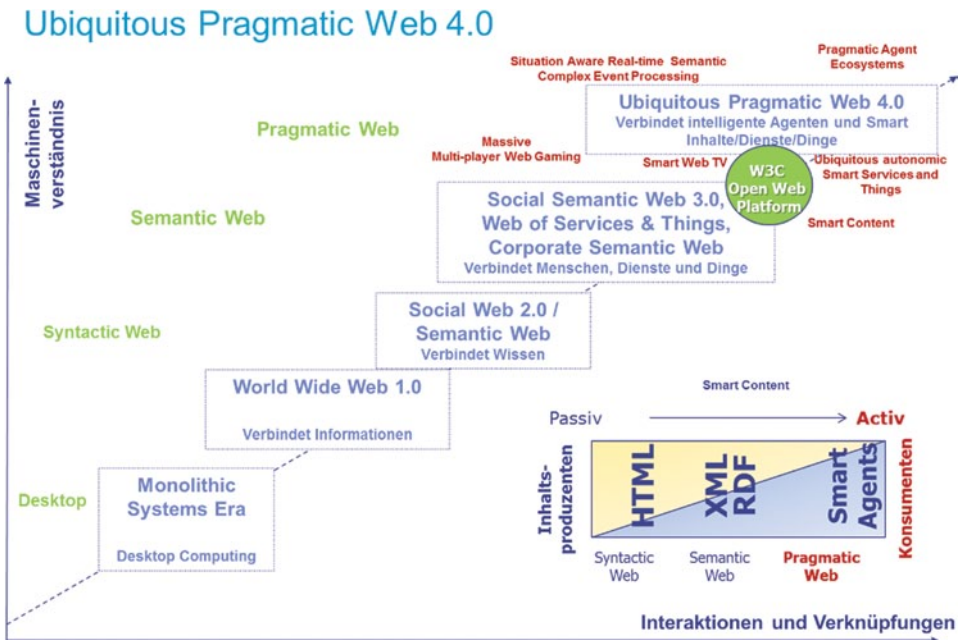 Ubiquitous Pragmatic Web 4.0
Maschinen-
verständnis
Situation Aware Real-time Semantic
Complex Event Processing
Pragmatic Agent
Ecosystems
Ubiquitous Pragmatic Web 4.0
Verbindet intelligente Agenten und Smart
Inhalte/Dienste/Dinge
Pragmatic Web
Massive
Multi-player Web Gaming
Smart Web TV
W3C
Open Web
Platform
Ubiquitous autonomic
Smart Services and
Things
Smart Content
Semantic Web
Social Semantic Web 3.0,
Web of Services & Things,
Corporate Semantic Web
Verbindet Menschen, Dienste und Dinge
Syntactic Web
Social Web 2.0 /
Semantic Web
Verbindet Wissen
World Wide Web 1.0
Verbindet Informationen
Desktop
Monolithic
Systems Era
Desktop Computing
Smart Content
Passiv
Activ
Inhalts-
produzenten
HTML
XML
RDF
Smart
Agents
Konsumenten
Syntactic
Web
Semantic
Web
Pragmatic
Web
Interaktionen und Verknüpfungen